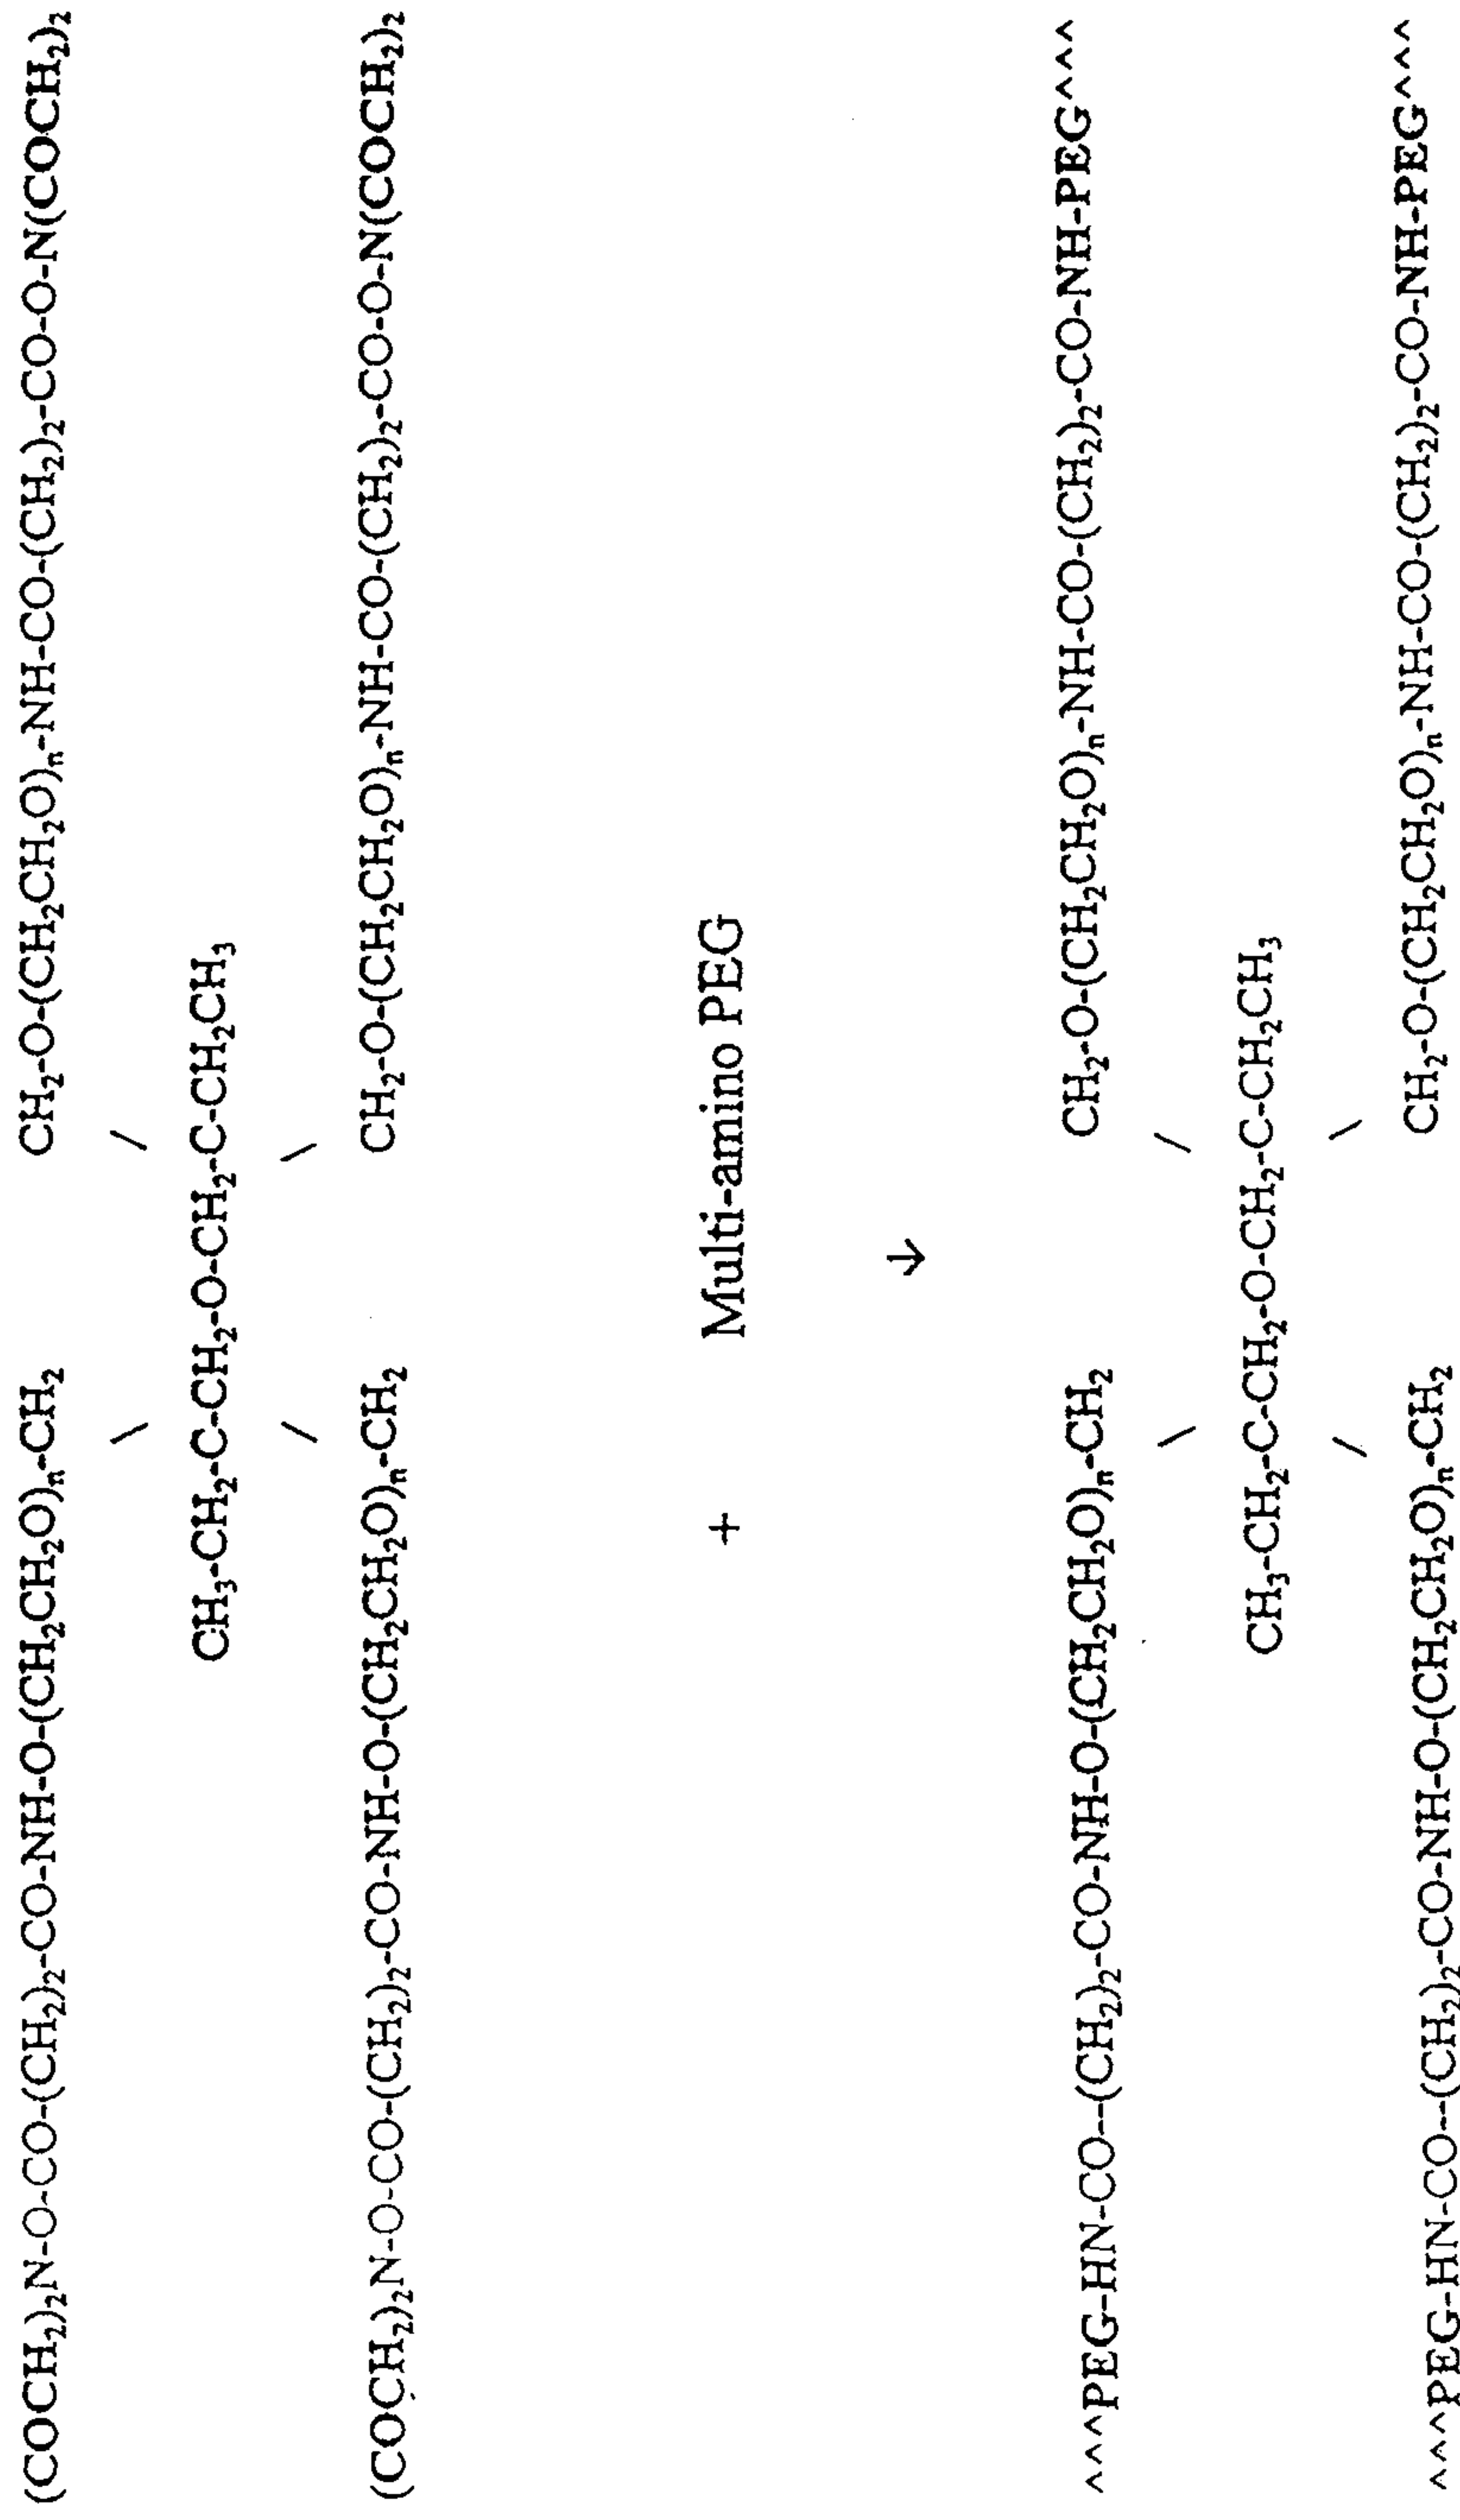 (COCH₂)₂N-O-CO-(CH₂)₂-CO-NH-O-(CH₂CH₂O)ₙ-CH₂ CH₂-O-(CH₂CH₂O)ₙ-NH-CO-(CH₂)₂-CO-O-N(COCH₂)₂
\ /
CH₃-CH₂-C-CH₂-O-CH₂-C-CH₂CH₃
/ \
(COCH₂)₂N-O-CO-(CH₂)₂-CO-NH-O-(CH₂CH₂O)ₙ-CH₂ CH₂-O-(CH₂CH₂O)ₙ-NH-CO-(CH₂)₂-CO-O-N(COCH₂)₂
+ Multi-amino PEG
↓
^^^PEG-HN-CO-(CH₂)₂-CO-NH-O-(CH₂CH₂O)ₙ-CH₂ CH₂-O-(CH₂CH₂O)ₙ-NH-CO-(CH₂)₂-CO-NH-PEG^^^
\ /
CH₃-CH₂-C-CH₂-O-CH₂-C-CH₂CH₃
/ \
^^^PEG-HN-CO-(CH₂)₂-CO-NH-O-(CH₂CH₂O)ₙ-CH₂ CH₂-O-(CH₂CH₂O)ₙ-NH-CO-(CH₂)₂-CO-NH-PEG^^^